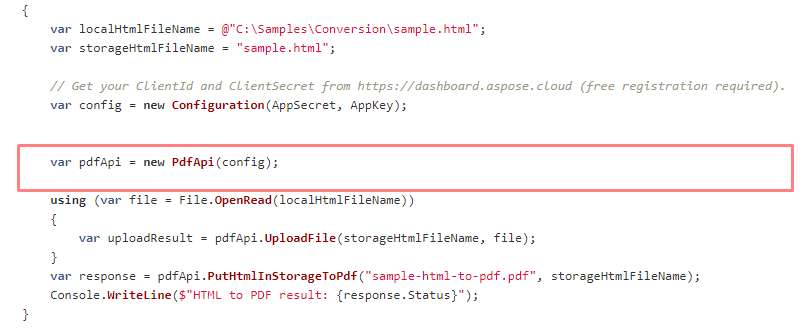 {
var localHtmlFileName = @"C:\Samples\Conversion\sample.html";
var storageHtmlFileName = "sample.html";
// Get your ClientId and ClientSecret from https://dashboard.aspose.cloud (free registration required).
var config = new Configuration(AppSecret, AppKey);
var pdfApi = new PdfApi(config);
using (var file = File.OpenRead(localHtmlFileName))
{
var uploadResult = pdfApi.UploadFile(storageHtmlFileName, file);
}
var response = pdfApi.PutHtmlInStorageToPdf("sample-html-to-pdf.pdf", storageHtmlFileName);
Console.WriteLine($"HTML to PDF result: {response.Status}");
}